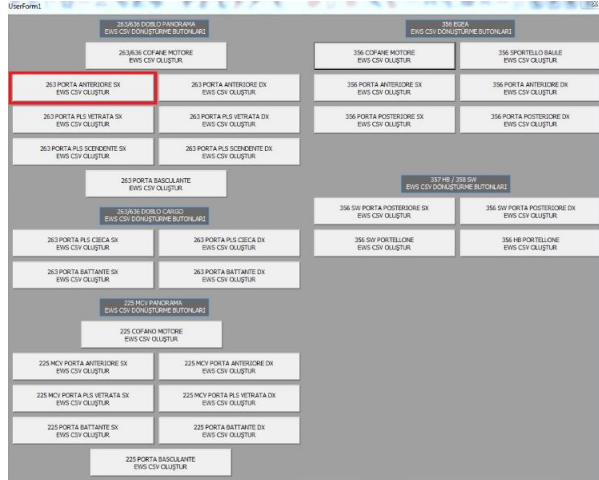 UserForm1
263/636 DOBLO PANORAMA
EWS CSV DÖNÜŞTÜRME BUTONLARI
263/636 COFANE MOTORE
EWS CSV OLUŞTUR
263 PORTA ANTERIORE SX
EWS CSV OLUŞTUR
263 PORTA ANTERIORE DX
EWS CSV OLUŞTUR
263 PORTA PLS VETRATA SX
EWS CSV OLUŞTUR
263 PORTA PLS VETRATA DX
EWS CSV OLUŞTUR
263 PORTA PLS SCENDENTE SX
EWS CSV OLUŞTUR
263 PORTA PLS SCENDENTE DX
EWS CSV OLUŞTUR
263 PORTA BASCULANTE
EWS CSV OLUŞTUR
263/636 DOBLO CARGO
EWS CSV DÖNÜŞTÜRME BUTONLARI
263 PORTA PLS CIECA SX
EWS CSV OLUŞTUR
263 PORTA PLS CIECA DX
EWS CSV OLUŞTUR
263 PORTA BATTANTE SX
EWS CSV OLUŞTUR
263 PORTA BATTANTE DX
EWS CSV OLUŞTUR
225 MCV PANORAMA
EWS CSV DÖNÜŞTÜRME BUTONLARI
225 COFANO MOTORE
EWS CSV OLUŞTUR
225 MCV PORTA ANTERIORE SX
EWS CSV OLUŞTUR
225 MCV PORTA ANTERIORE DX
EWS CSV OLUŞTUR
225 MCV PORTA PLS VETRATA SX
EWS CSV OLUŞTUR
225 MCV PORTA PLS VETRATA DX
EWS CSV OLUŞTUR
225 PORTA BATTANTE SX
EWS CSV OLUŞTUR
225 PORTA BATTANTE DX
EWS CSV OLUŞTUR
225 PORTA BASCULANTE
EWS CSV OLUŞTUR
356 EGEA
EWS CSV DÖNÜŞTÜRME BUTONLARI
356 COFANE MOTORE
EWS CSV OLUŞTUR
356 SPORTELLO BAULE
EWS CSV OLUŞTUR
356 PORTA ANTERIORE SX
EWS CSV OLUŞTUR
356 PORTA ANTERIORE DX
EWS CSV OLUŞTUR
356 PORTA POSTERIORE SX
EWS CSV OLUŞTUR
356 PORTA POSTERIORE DX
EWS CSV OLUŞTUR
357 HB / 358 SW
EWS CSV DÖNÜŞTÜRME BUTONLARI
356 SW PORTA POSTERIORE SX
EWS CSV OLUŞTUR
356 SW PORTA POSTERIORE DX
EWS CSV OLUŞTUR
356 SW PORTELLONE
EWS CSV OLUŞTUR
356 HB PORTELLONE
EWS CSV OLUŞTUR